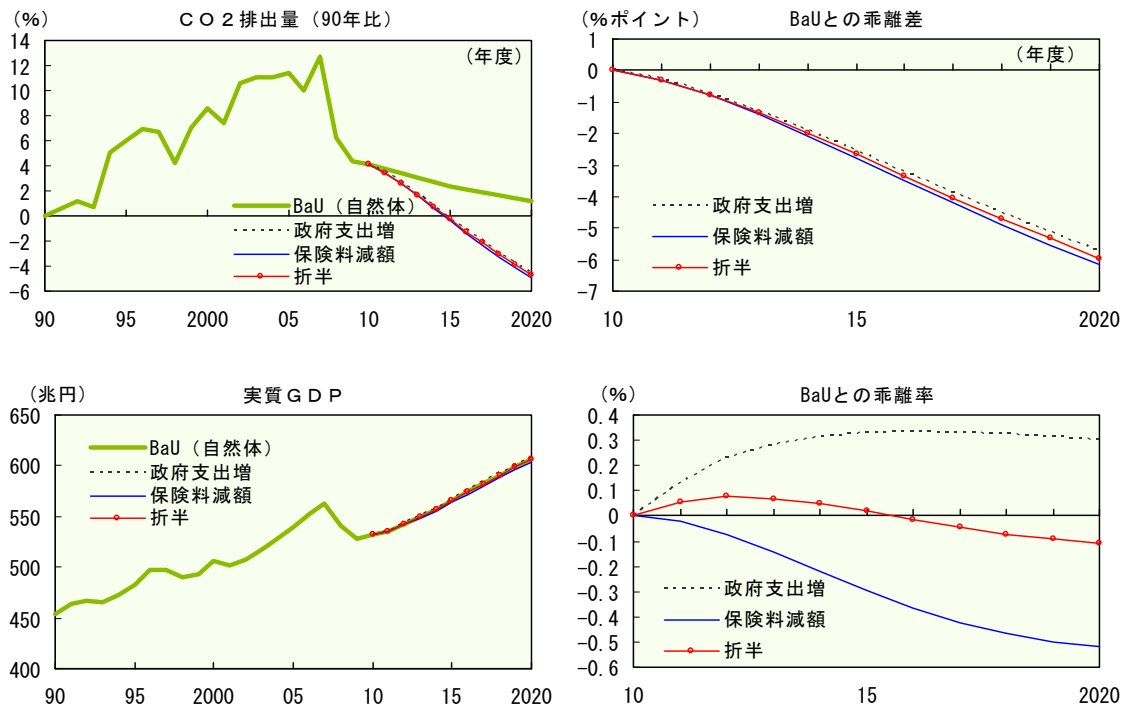 (%)
ＣＯ２排出量（90年比）
14
12
10
8
6
4
2
0
-2
-4
-6
（年度）
BaU（自然体）
政府支出増
保険料減額
折半
90 95 2000 05 10 15 2020
(%ポイント)
BaUとの乖離差
1
0
-1
-2
-3
-4
-5
-6
-7
（年度）
政府支出増
保険料減額
折半
10 15 2020
（兆円）
実質ＧＤＰ
650
600
550
500
450
400
BaU（自然体）
政府支出増
保険料減額
折半
90 95 2000 05 10 15 2020
(%)
BaUとの乖離率
0.4
0.3
0.2
0.1
0
-0.1
-0.2
-0.3
-0.4
-0.5
-0.6
政府支出増
保険料減額
折半
10 15 2020